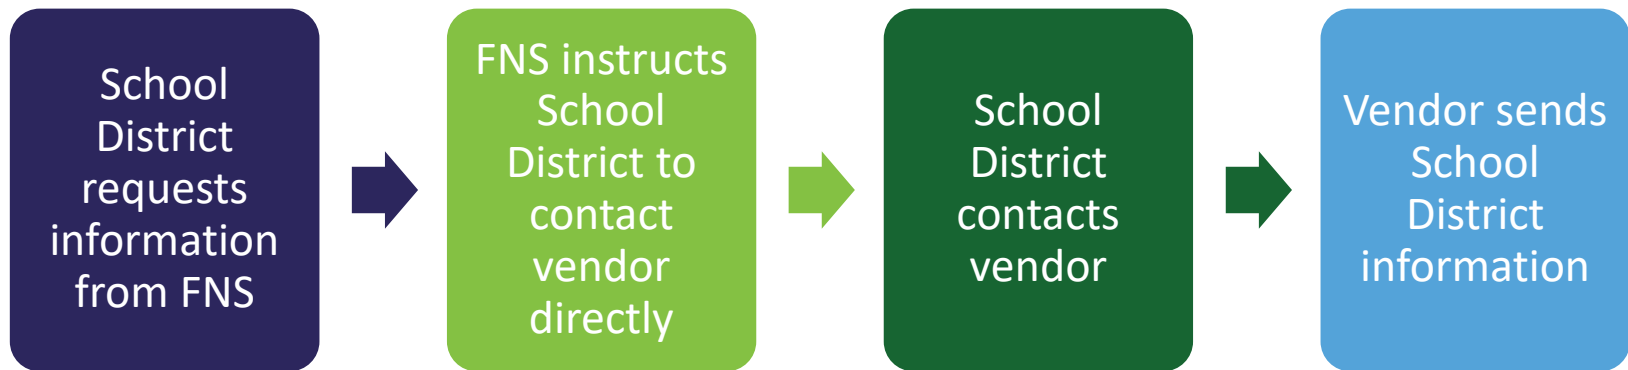 School
District
requests
information
from FNS
FNS instructs
School
District to
contact
vendor
directly
School
District
contacts
vendor
Vendor sends
School
District
information